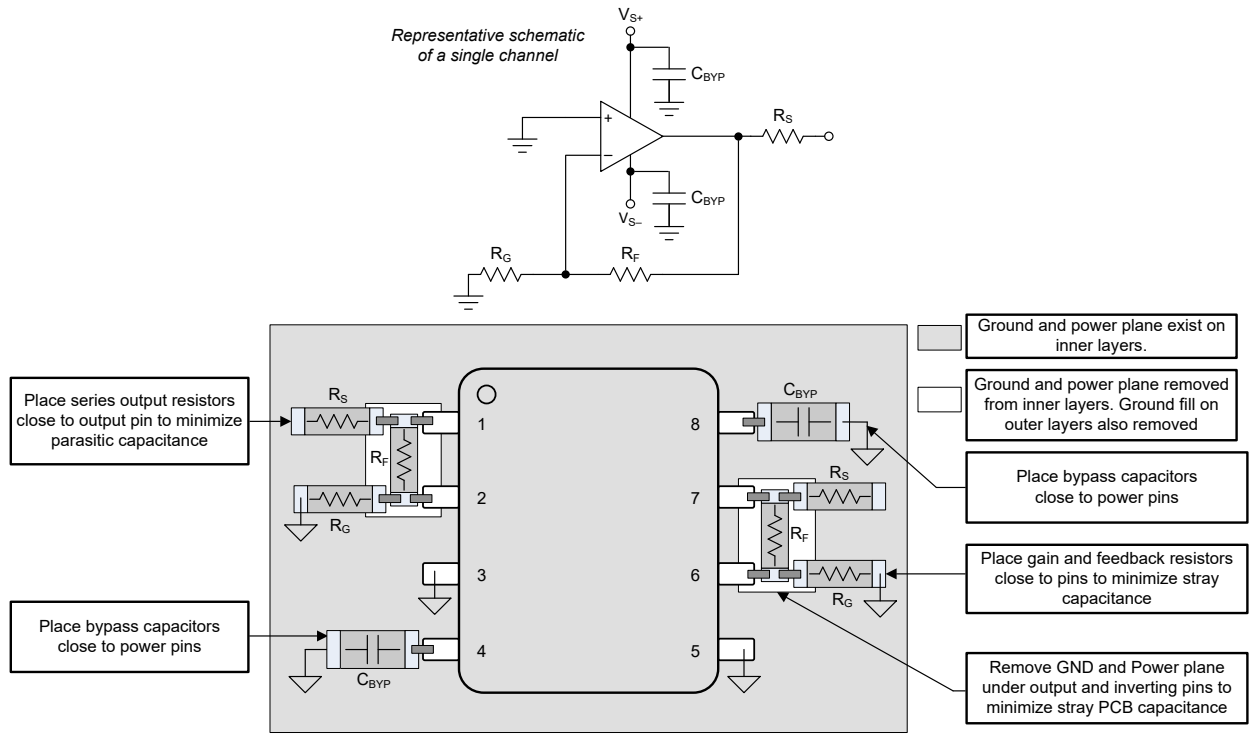 Representative schematic
of a single channel
VS+
CBYP
+
−
RS
CBYP
VS−
RG
RF
Ground and power plane exist on
inner layers.
Ground and power plane removed
from inner layers. Ground fill on
outer layers also removed
Place series output resistors
close to output pin to minimize
parasitic capacitance
RS
1
RF
2
RG
3
4
CBYP
Place bypass capacitors
close to power pins
8
CBYP
Place bypass capacitors
close to power pins
7
RS
RF
6
RG
Place gain and feedback resistors
close to pins to minimize stray
capacitance
5
Remove GND and Power plane
under output and inverting pins to
minimize stray PCB capacitance